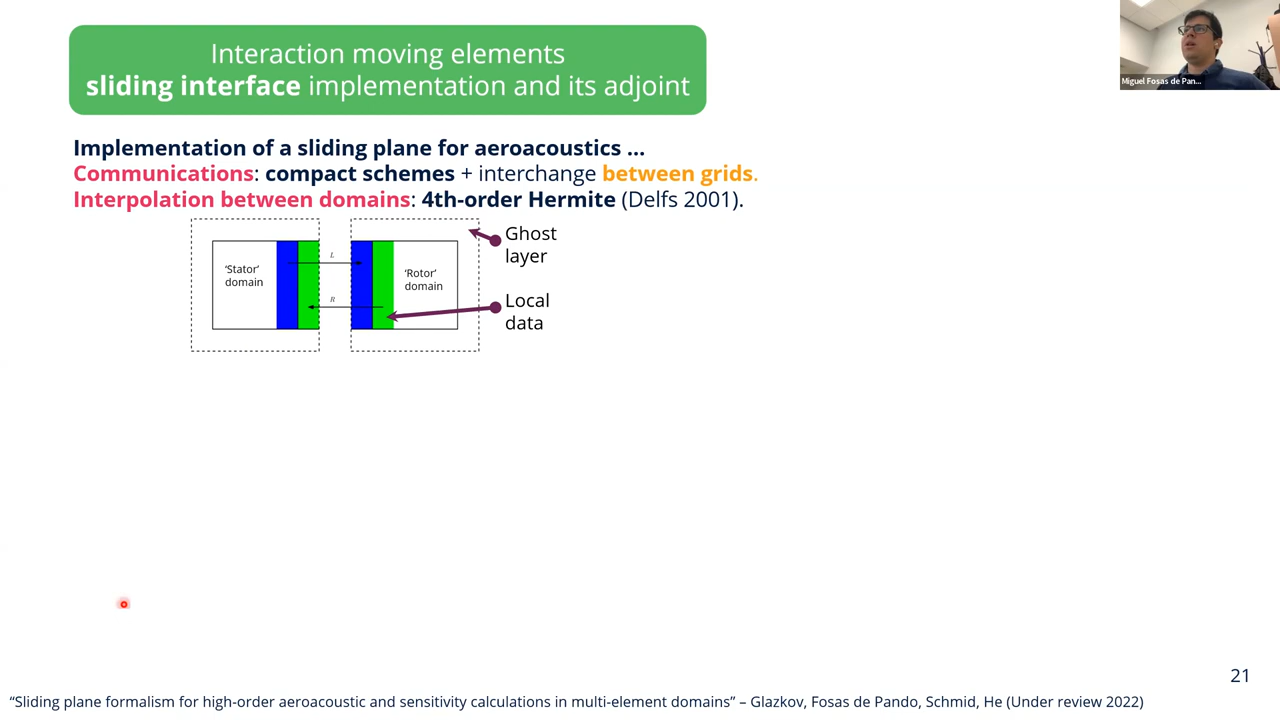 Interaction moving elements
sliding interface implementation and its adjoint
Miguel Fosas de Pan...
Implementation of a sliding plane for aeroacoustics ...
Communications: compact schemes + interchange between grids.
Interpolation between domains: 4th-order Hermite (Delfs 2001).
'Stator'
domain
L
R
'Rotor'
domain
Ghost
layer
Local
data
21
“Sliding plane formalism for high-order aeroacoustic and sensitivity calculations in multi-element domains” – Glazkov, Fosas de Pando, Schmid, He (Under review 2022)